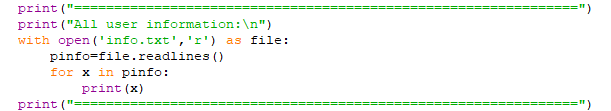 print("================================================================")
print("All user information:\n")
with open('info.txt','r') as file:
    pinfo=file.readlines()
    for x in pinfo:
        print(x)
print("================================================================")